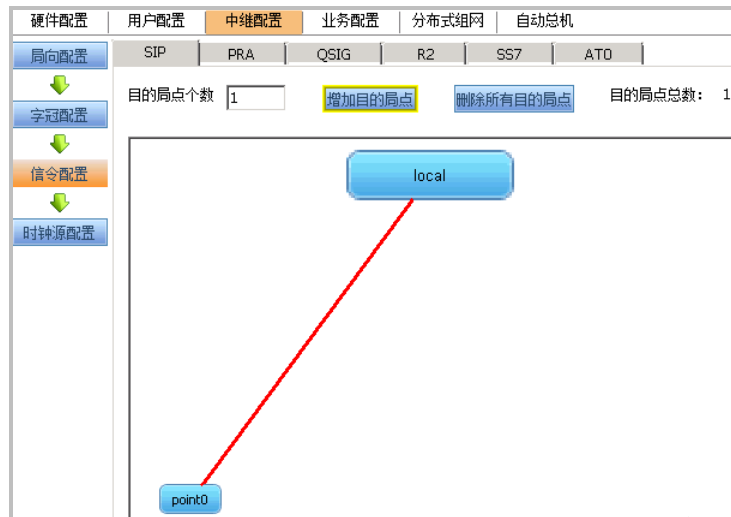 硬件配置 用户配置 中继配置 业务配置 分布式组网 自动总机
局向配置 SIP PRA QSIG R2 SS7 AT0
目的局点个数 1 增加目的局点 删除所有目的局点 目的局点总数： 1
字冠配置
信令配置 local
时钟源配置
point0